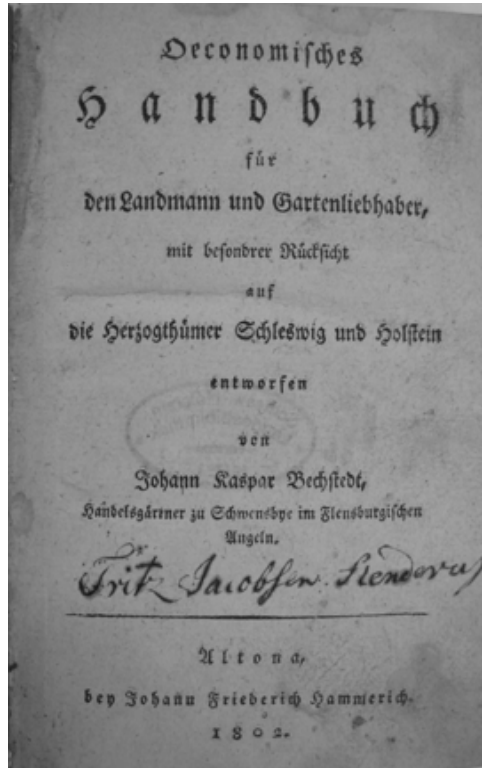 Oeconomisches
Handbuch
für
den Landmann und Gartenliebhaber,
mit besondrer Rücksicht
auf
die Herzogthümer Schleswig und Holstein
entworfen
von
Johann Kaspar Bechstedt,
Handelsgärtner zu Schwensbye im Flensburgischen
Angeln.
Fritz Jacobsen
Altona,
bey Johann Friederich Hammerich.
1802.